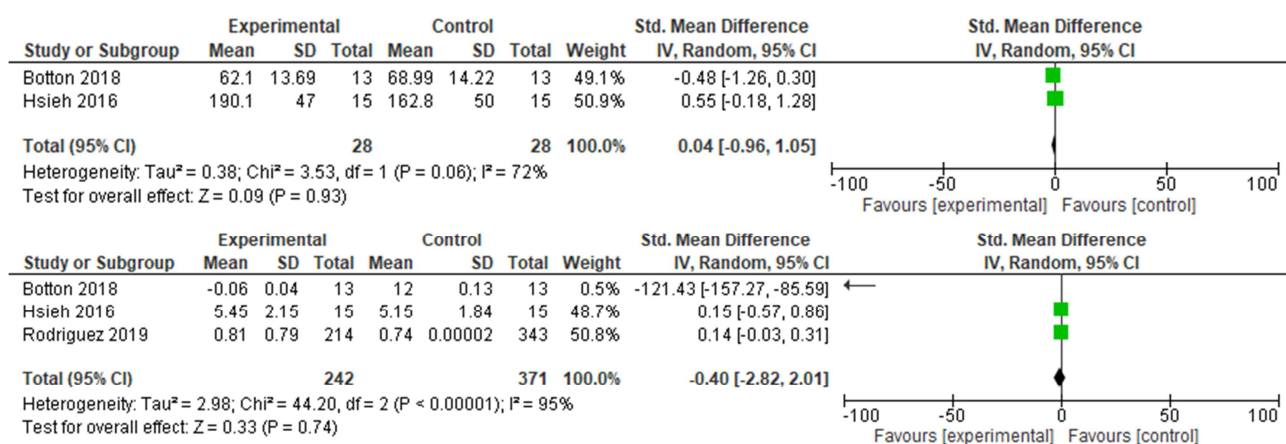 Experimental Control Std. Mean Difference Std. Mean Difference
Study or Subgroup Mean SD Total Mean SD Total Weight IV, Random, 95% CI IV, Random, 95% CI
Botton 2018 62.1 13.69 13 68.99 14.22 13 49.1% -0.48 [-1.26, 0.30]
Hsieh 2016 190.1 47 15 162.8 50 15 50.9% 0.55 [-0.18, 1.28]
Total (95% CI) 28 28 100.0% 0.04 [-0.96, 1.05]
Heterogeneity: Tau² = 0.38; Chi² = 3.53, df = 1 (P = 0.06); I² = 72%
Test for overall effect: Z = 0.09 (P = 0.93)
-100 -50 0 50 100
Favours [experimental] Favours [control]
Experimental Control Std. Mean Difference Std. Mean Difference
Study or Subgroup Mean SD Total Mean SD Total Weight IV, Random, 95% CI IV, Random, 95% CI
Botton 2018 -0.06 0.04 13 12 0.13 13 0.5% -121.43 [-157.27, -85.59]
Hsieh 2016 5.45 2.15 15 5.15 1.84 15 48.7% 0.15 [-0.57, 0.86]
Rodriguez 2019 0.81 0.79 214 0.74 0.00002 343 50.8% 0.14 [-0.03, 0.31]
Total (95% CI) 242 371 100.0% -0.40 [-2.82, 2.01]
Heterogeneity: Tau² = 2.98; Chi² = 44.20, df = 2 (P < 0.00001); I² = 95%
Test for overall effect: Z = 0.33 (P = 0.74)
-100 -50 0 50 100
Favours [experimental] Favours [control]